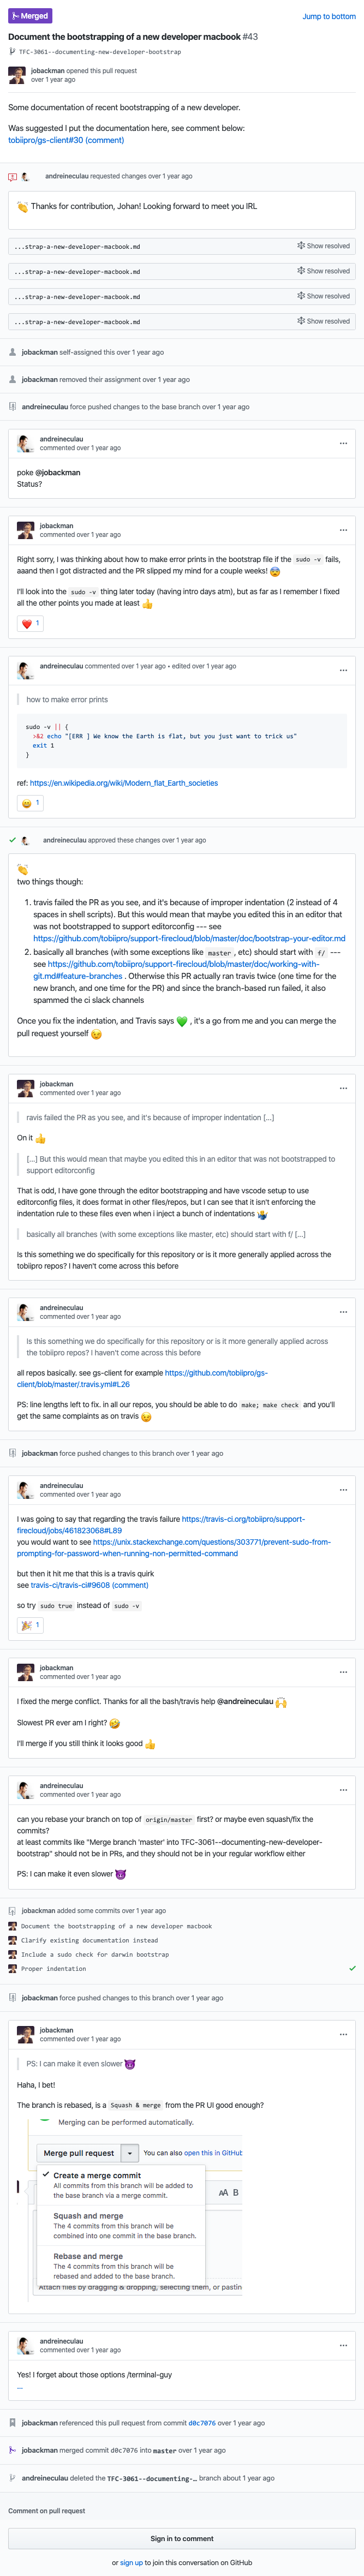 Merged
Jump to bottom
Document the bootstrapping of a new developer macbook #43
TFC-3061--documenting-new-developer-bootstrap
jobackman opened this pull request
over 1 year ago
Some documentation of recent bootstrapping of a new developer.
Was suggested I put the documentation here, see comment below:
tobiipro/gs-client#30 (comment)
andreineculau requested changes over 1 year ago
👏 Thanks for contribution, Johan! Looking forward to meet you IRL
...strap-a-new-developer-macbook.md Show resolved
...strap-a-new-developer-macbook.md Show resolved
...strap-a-new-developer-macbook.md Show resolved
...strap-a-new-developer-macbook.md Show resolved
jobackman self-assigned this over 1 year ago
jobackman removed their assignment over 1 year ago
andreineculau force pushed changes to the base branch over 1 year ago
andreineculau
commented over 1 year ago
poke @jobackman
Status?
jobackman
commented over 1 year ago
Right sorry, I was thinking about how to make error prints in the bootstrap file if the sudo -v fails,
aaand then I got distracted and the PR slipped my mind for a couple weeks! 😨
I'll look into the sudo -v thing later today (having intro days atm), but as far as I remember I fixed
all the other points you made at least 👍
❤️ 1
andreineculau commented over 1 year ago • edited over 1 year ago
how to make error prints
sudo -v || {
>&2 echo "[ERR ] We know the Earth is flat, but you just want to trick us"
exit 1
}
ref: https://en.wikipedia.org/wiki/Modern_flat_Earth_societies
😄 1
andreineculau approved these changes over 1 year ago
👏
two things though:
1. travis failed the PR as you see, and it's because of improper indentation (2 instead of 4
spaces in shell scripts). But this would mean that maybe you edited this in an editor that
was not bootstrapped to support editorconfig --- see
https://github.com/tobiipro/support-firecloud/blob/master/doc/bootstrap-your-editor.md
2. basically all branches (with some exceptions like master, etc) should start with f/ ---
see https://github.com/tobiipro/support-firecloud/blob/master/doc/working-with-
git.md#feature-branches . Otherwise this PR actually ran travis twice (one time for the
new branch, and one time for the PR) and since the branch-based run failed, it also
spammed the ci slack channels
Once you fix the indentation, and Travis says 💚 , it's a go from me and you can merge the
pull request yourself 😉
jobackman
commented over 1 year ago
ravis failed the PR as you see, and it's because of improper indentation [...]
On it 👍
[...] But this would mean that maybe you edited this in an editor that was not bootstrapped to
support editorconfig
That is odd, I have gone through the editor bootstrapping and have vscode setup to use
editorconfig files, it does format in other files/repos, but I can see that it isn't enforcing the
indentation rule to these files even when i inject a bunch of indentations 🤷‍♂️
basically all branches (with some exceptions like master, etc) should start with f/ [...]
Is this something we do specifically for this repository or is it more generally applied across the
tobiipro repos? I haven't come across this before
andreineculau
commented over 1 year ago
Is this something we do specifically for this repository or is it more generally applied across
the tobiipro repos? I haven't come across this before
all repos basically. see gs-client for example https://github.com/tobiipro/gs-
client/blob/master/.travis.yml#L26
PS: line lengths left to fix. in all our repos, you should be able to do make; make check and you'll
get the same complaints as on travis 😉
jobackman force pushed changes to this branch over 1 year ago
andreineculau
commented over 1 year ago
I was going to say that regarding the travis failure https://travis-ci.org/tobiipro/support-
firecloud/jobs/461823068#L89
you would want to see https://unix.stackexchange.com/questions/303771/prevent-sudo-from-
prompting-for-password-when-running-non-permitted-command
but then it hit me that this is a travis quirk
see travis-ci/travis-ci#9608 (comment)
so try sudo true instead of sudo -v
🎉 1
jobackman
commented over 1 year ago
I fixed the merge conflict. Thanks for all the bash/travis help @andreineculau 🙌
Slowest PR ever am I right? 🤣
I'll merge if you still think it looks good 👍
andreineculau
commented over 1 year ago
can you rebase your branch on top of origin/master first? or maybe even squash/fix the
commits?
at least commits like "Merge branch 'master' into TFC-3061--documenting-new-developer-
bootstrap" should not be in PRs, and they should not be in your regular workflow either
PS: I can make it even slower 😈
jobackman added some commits over 1 year ago
Document the bootstrapping of a new developer macbook
Clarify existing documentation instead
Include a sudo check for darwin bootstrap
Proper indentation
jobackman force pushed changes to this branch over 1 year ago
jobackman
commented over 1 year ago
PS: I can make it even slower 😈
Haha, I bet!
The branch is rebased, is a Squash & merge from the PR UI good enough?
Merging can be performed automatically.
Merge pull request You can also open this in GitHub
Create a merge commit
All commits from this branch will be added to
the base branch via a merge commit.
AA B
Squash and merge
The 4 commits from this branch will be
combined into one commit in the base branch.
Rebase and merge
The 4 commits from this branch will be
rebased and added to the base branch.
Attach files by dragging & dropping, selecting them, or pastin
andreineculau
commented over 1 year ago
Yes! I forget about those options /terminal-guy
...
jobackman referenced this pull request from commit d0c7076 over 1 year ago
jobackman merged commit d0c7076 into master over 1 year ago
andreineculau deleted the TFC-3061--documenting-… branch about 1 year ago
Comment on pull request
Sign in to comment
or sign up to join this conversation on GitHub